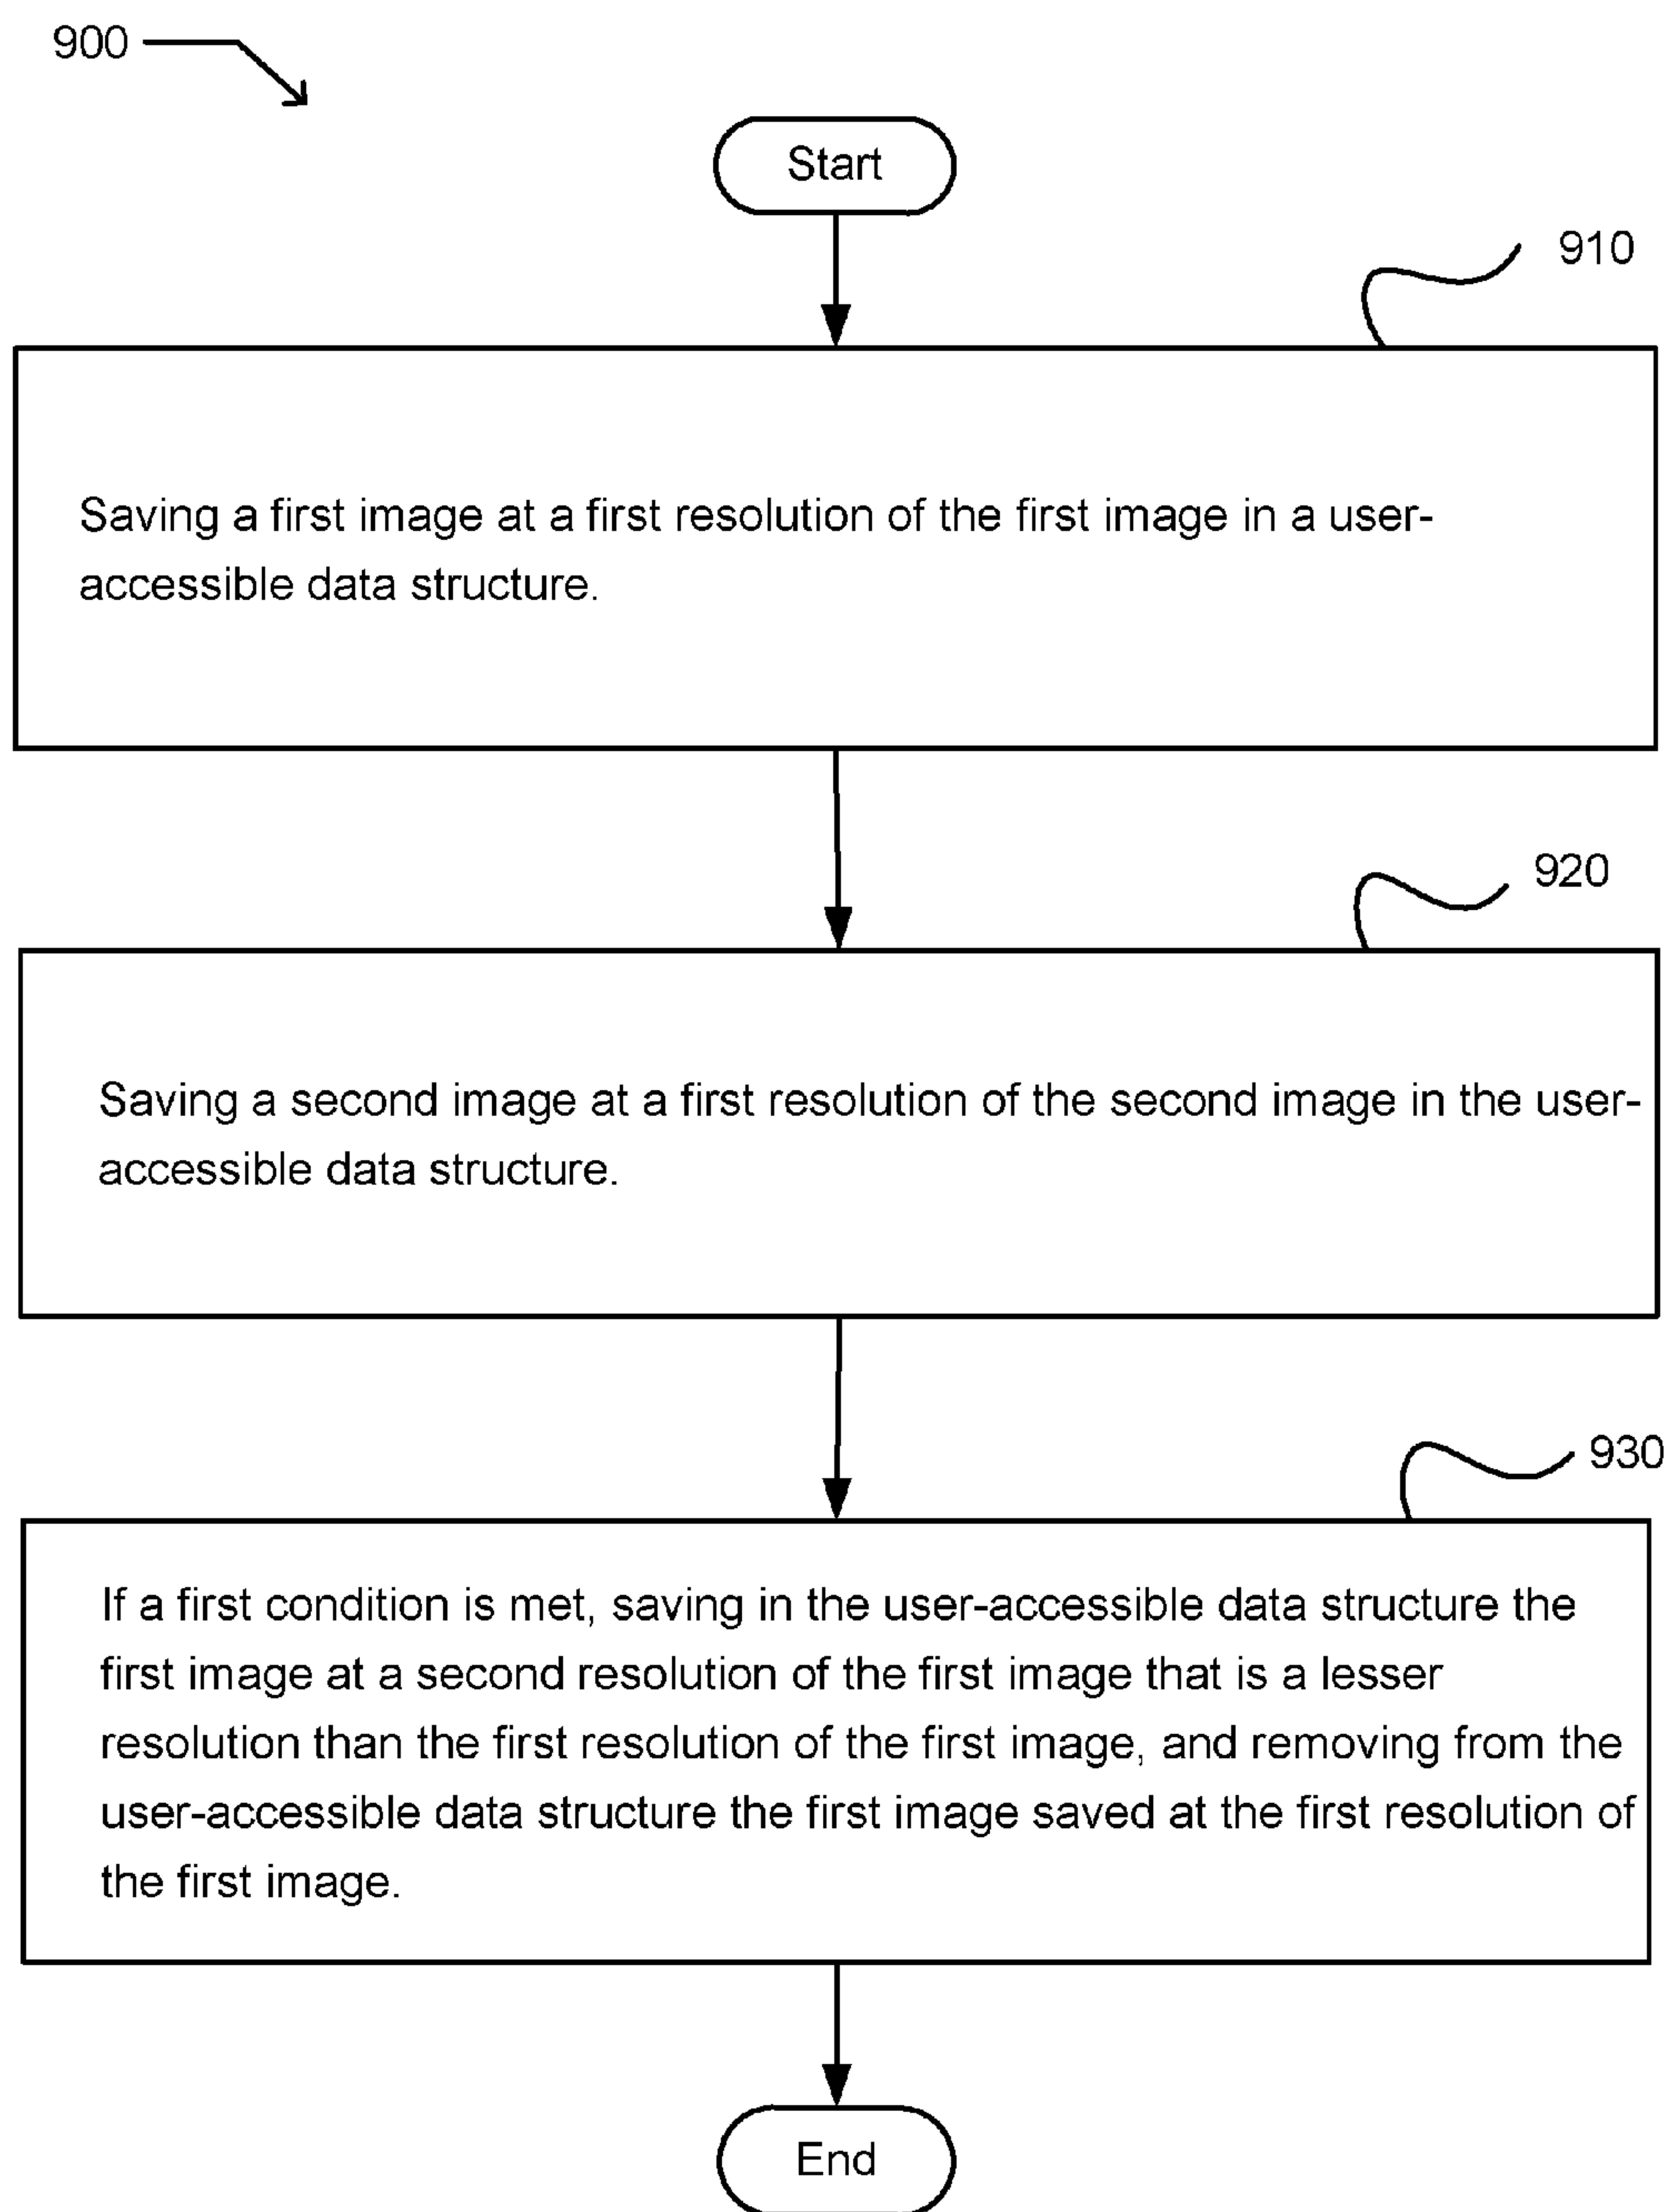 900
Start
910
Saving a first image at a first resolution of the first image in a user-
accessible data structure.
920
Saving a second image at a first resolution of the second image in the user-
accessible data structure.
930
If a first condition is met, saving in the user-accessible data structure the
first image at a second resolution of the first image that is a lesser
resolution than the first resolution of the first image, and removing from the
user-accessible data structure the first image saved at the first resolution of
the first image.
End